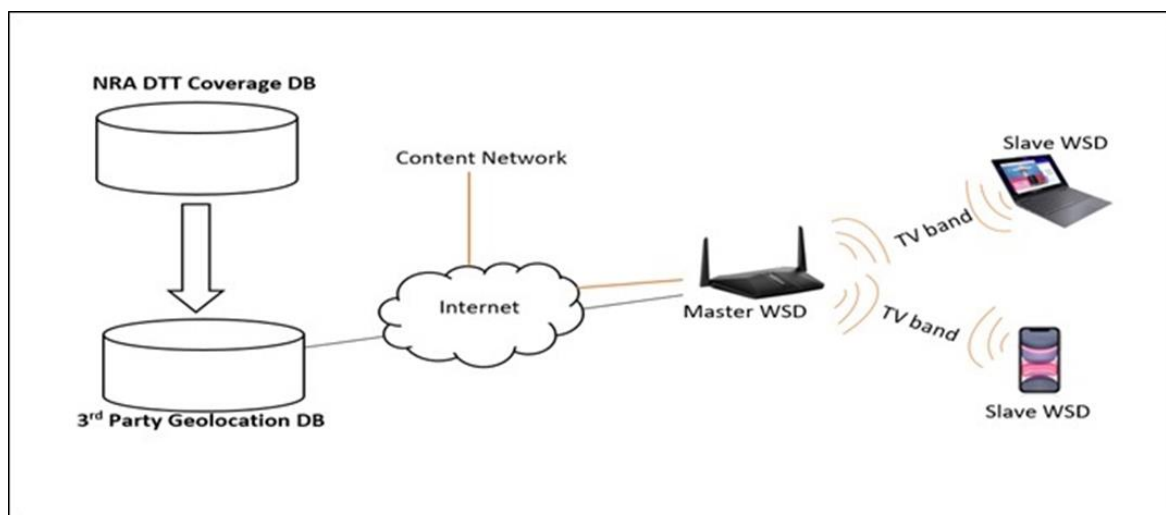 NRA DTT Coverage DB
Content Network
Internet
3rd Party Geolocation DB
Master WSD
TV band
Slave WSD
TV band
Slave WSD